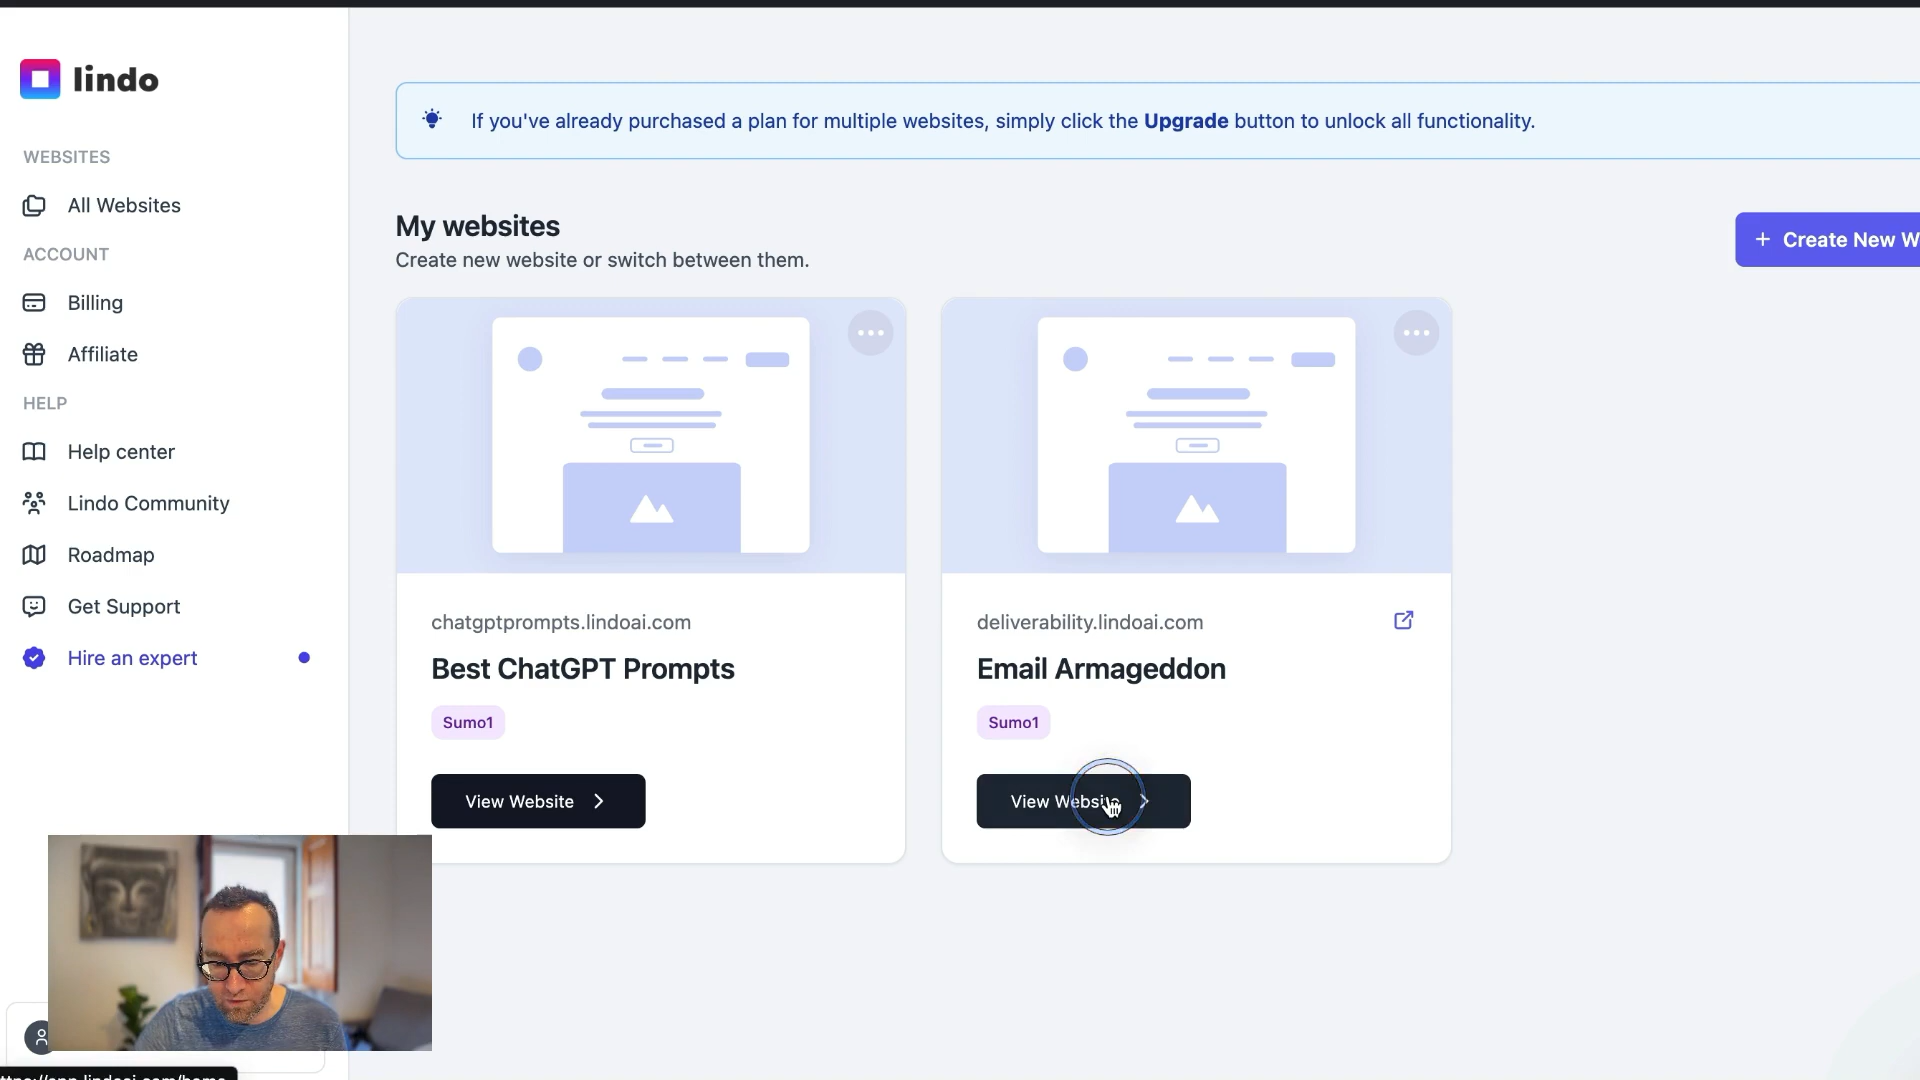 lindo
If you've already purchased a plan for multiple websites, simply click the Upgrade button to unlock all functionality.
WEBSITES
All Websites
ACCOUNT
Billing
Affiliate
HELP
Help center
Lindo Community
Roadmap
Get Support
Hire an expert
My websites
Create new website or switch between them.
+ Create New W
chatgptprompts.lindoai.com
Best ChatGPT Prompts
Sumo1
View Website
deliverability.lindoai.com
Email Armageddon
Sumo1
View Website